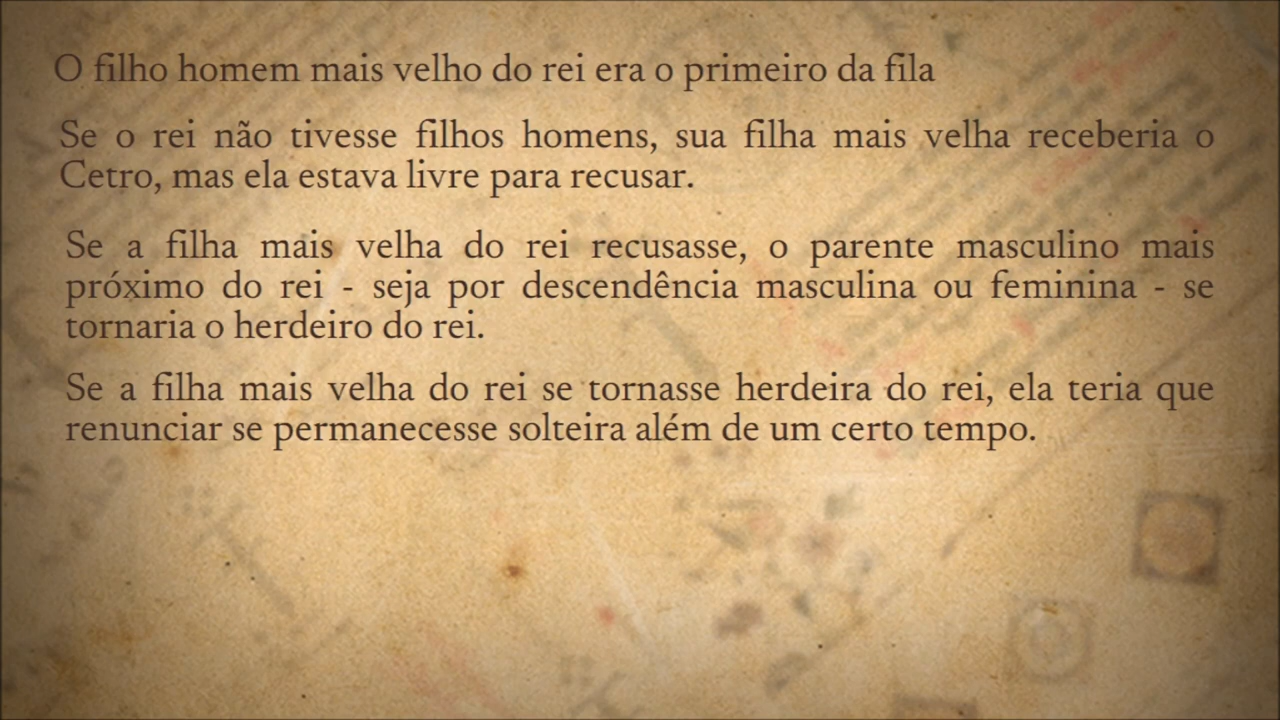 O filho homem mais velho do rei era o primeiro da fila
Se o rei não tivesse filhos homens, sua filha mais velha receberia o
Cetro, mas ela estava livre para recusar.
Se a filha mais velha do rei recusasse, o parente masculino mais
próximo do rei - seja por descendência masculina ou feminina - se
tornaria o herdeiro do rei.
Se a filha mais velha do rei se tornasse herdeira do rei, ela teria que
renunciar se permanecesse solteira além de um certo tempo.